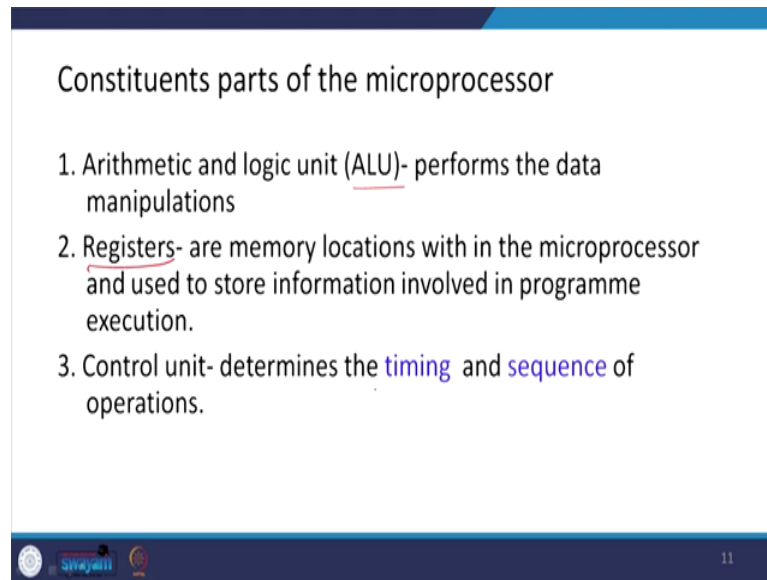 Constituents parts of the microprocessor
1. Arithmetic and logic unit (ALU)- performs the data
manipulations
2. Registers- are memory locations with in the microprocessor
and used to store information involved in programme
execution.
3. Control unit- determines the timing and sequence of
operations.
swayam
11